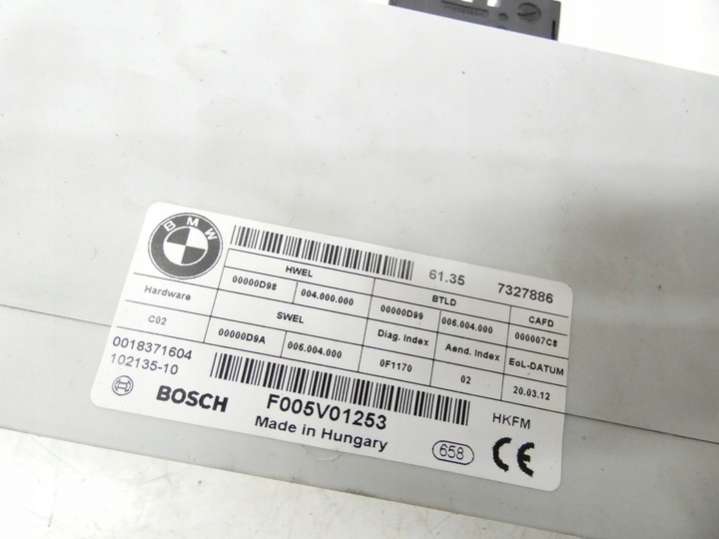 BMW
61.35 7327886
HWEL BTLD CAFD
Hardware 00000D98 004.000.000 00000D99 006.004.000 000007C8
SWEL Diag. Index Aend. Index EoL-DATUM
C02 00000D9A 005.004.000 0F1170 02 20.03.12
0018371604
102135-10
BOSCH F005V01253 HKFM
Made in Hungary 658 CE